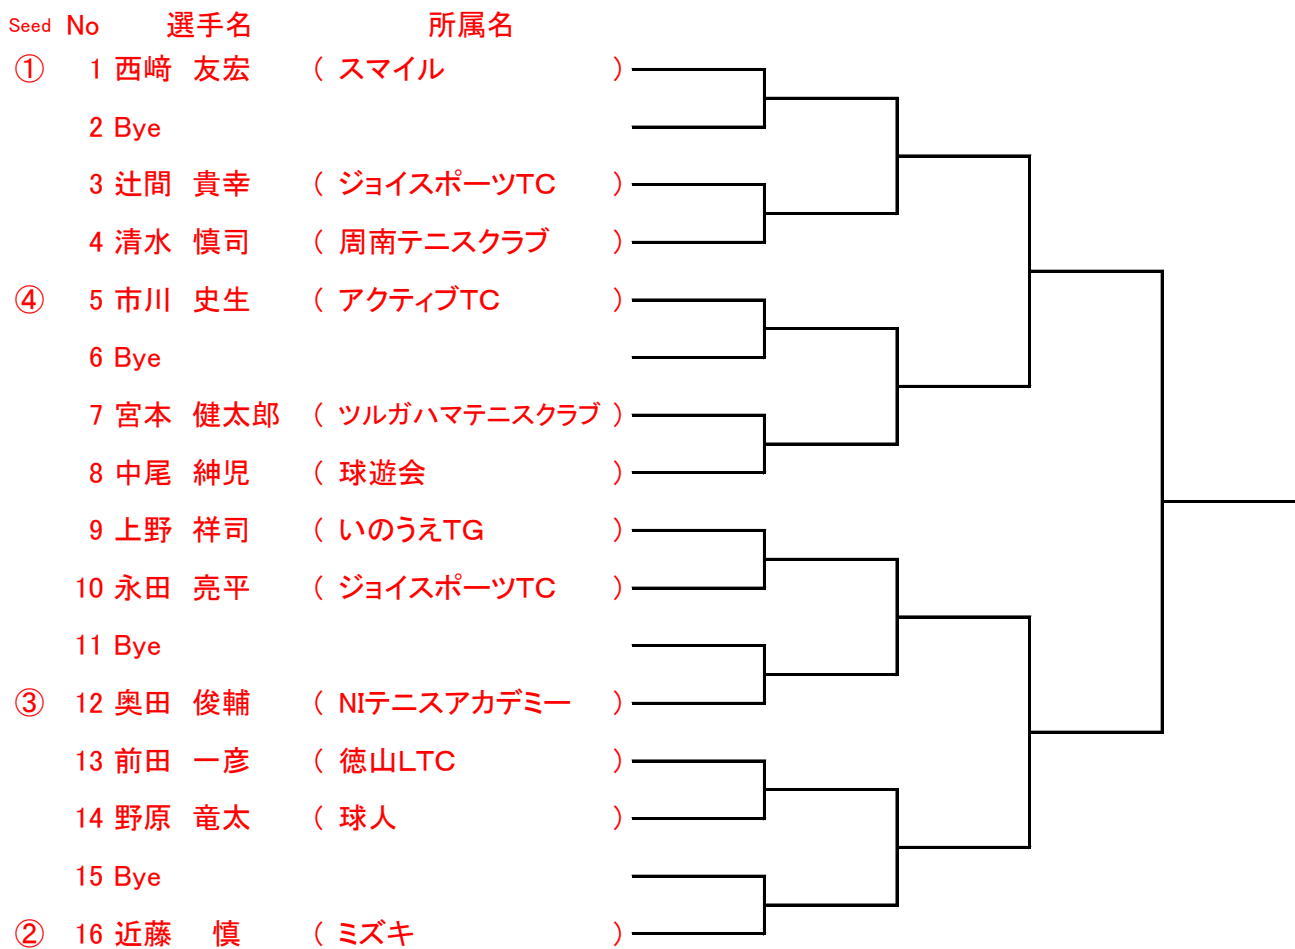 Seed No 選手名 所属名
① 1 西﨑 友宏 ( スマイル )
2 Bye
3 辻間 貴幸 ( ジョイスポーツTC )
4 清水 慎司 ( 周南テニスクラブ )
④ 5 市川 史生 ( アクティブTC )
6 Bye
7 宮本 健太郎 ( ツルガハマテニスクラブ )
8 中尾 紳児 ( 球遊会 )
9 上野 祥司 ( いのうえTG )
10 永田 亮平 ( ジョイスポーツTC )
11 Bye
③ 12 奥田 俊輔 ( NIテニスアカデミー )
13 前田 一彦 ( 徳山LTC )
14 野原 竜太 ( 球人 )
15 Bye
② 16 近藤 慎 ( ミズキ )